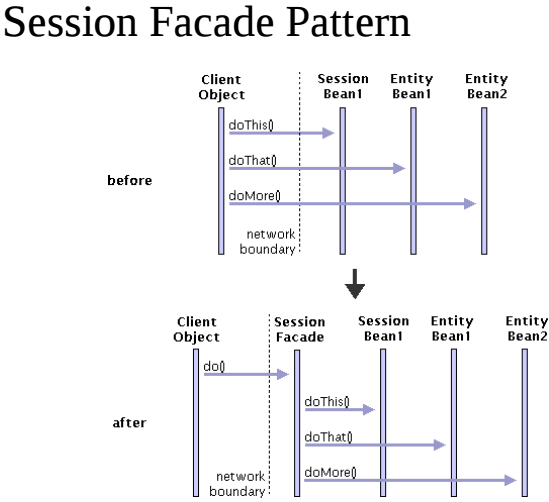 Session Facade Pattern
Client Object
Session Bean1
Entity Bean1
Entity Bean2
doThis()
doThat()
before
doMore()
network boundary
Client Object
Session Facade
Session Bean1
Entity Bean1
Entity Bean2
do()
doThis()
after
doThat()
doMore()
network boundary